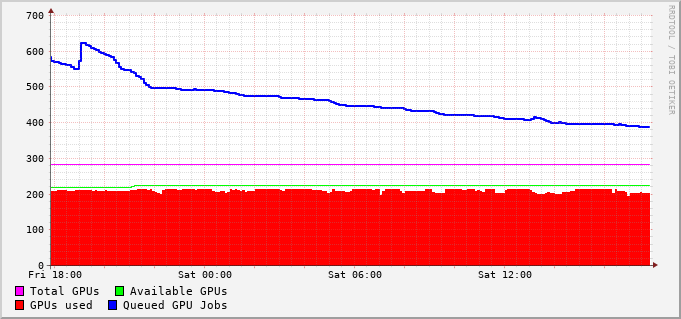 700
600
500
400
300
200
100
0
Fri 18:00 Sat 00:00 Sat 06:00 Sat 12:00
Total GPUs Available GPUs
GPUs used Queued GPU Jobs
RRDTOOL / TOBI OETIKER